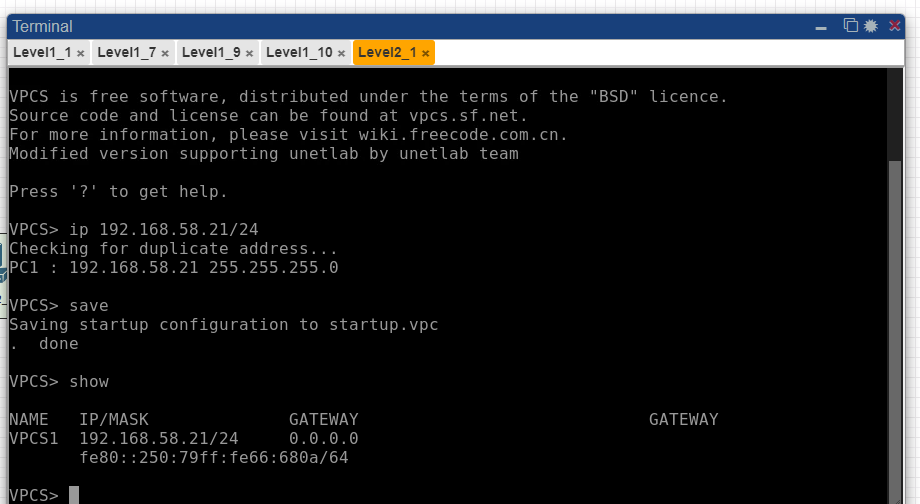 Terminal
Level1_1 × Level1_7 × Level1_9 × Level1_10 × Level2_1 ×
VPCS is free software, distributed under the terms of the "BSD" licence.
Source code and license can be found at vpcs.sf.net.
For more information, please visit wiki.freecode.com.cn.
Modified version supporting unetlab by unetlab team
Press '?' to get help.
VPCS> ip 192.168.58.21/24
Checking for duplicate address...
PC1 : 192.168.58.21 255.255.255.0
VPCS> save
Saving startup configuration to startup.vpc
.  done
VPCS> show
NAME   IP/MASK              GATEWAY                             GATEWAY
VPCS1  192.168.58.21/24     0.0.0.0
       fe80::250:79ff:fe66:680a/64
VPCS>